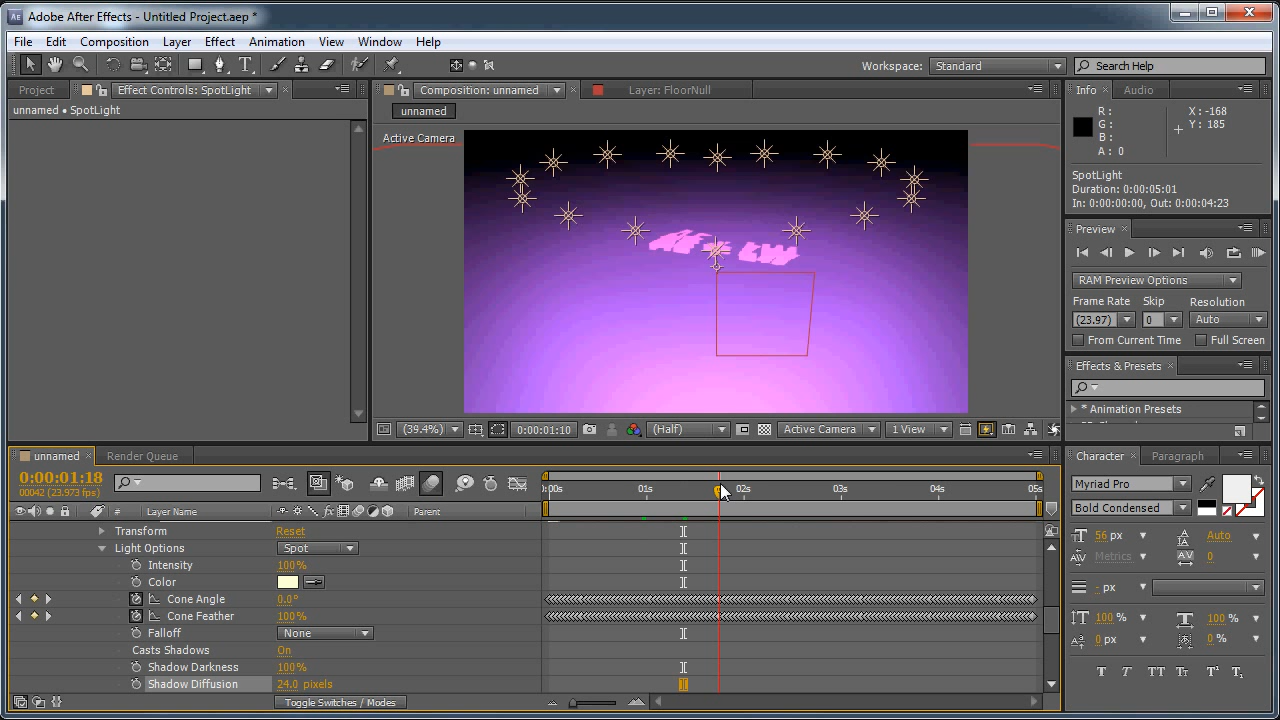 Adobe After Effects - Untitled Project.aep *
File Edit Composition Layer Effect Animation View Window Help
Workspace: Standard Search Help
Project Effect Controls: SpotLight Composition: unnamed Layer: FloorNull Info Audio
unnamed • SpotLight unnamed
Active Camera
R :
G :
B :
A : 0
X : -168
Y : 185
SpotLight
Duration: 0:00:05:01
In: 0:00:00:00, Out: 0:00:04:23
Preview
RAM Preview Options
Frame Rate Skip Resolution
(23.97) 0 Auto
From Current Time Full Screen
Effects & Presets
* Animation Presets
(39.4%) 0:00:01:10 (Half) Active Camera 1 View
unnamed Render Queue
0:00:01:18
00042 (23.973 fps)
:00s 01s 02s 03s 04s 05s
# Layer Name Parent
Transform Reset
Light Options Spot
Intensity 100%
Color
Cone Angle 0.0°
Cone Feather 100%
Falloff None
Casts Shadows On
Shadow Darkness 100%
Shadow Diffusion 24.0 pixels
Toggle Switches / Modes
Character Paragraph
Myriad Pro
Bold Condensed
56 px Auto
Metrics 0
- px
100 % 100 %
0 px 0 %
T T TT Tt T¹ T₁